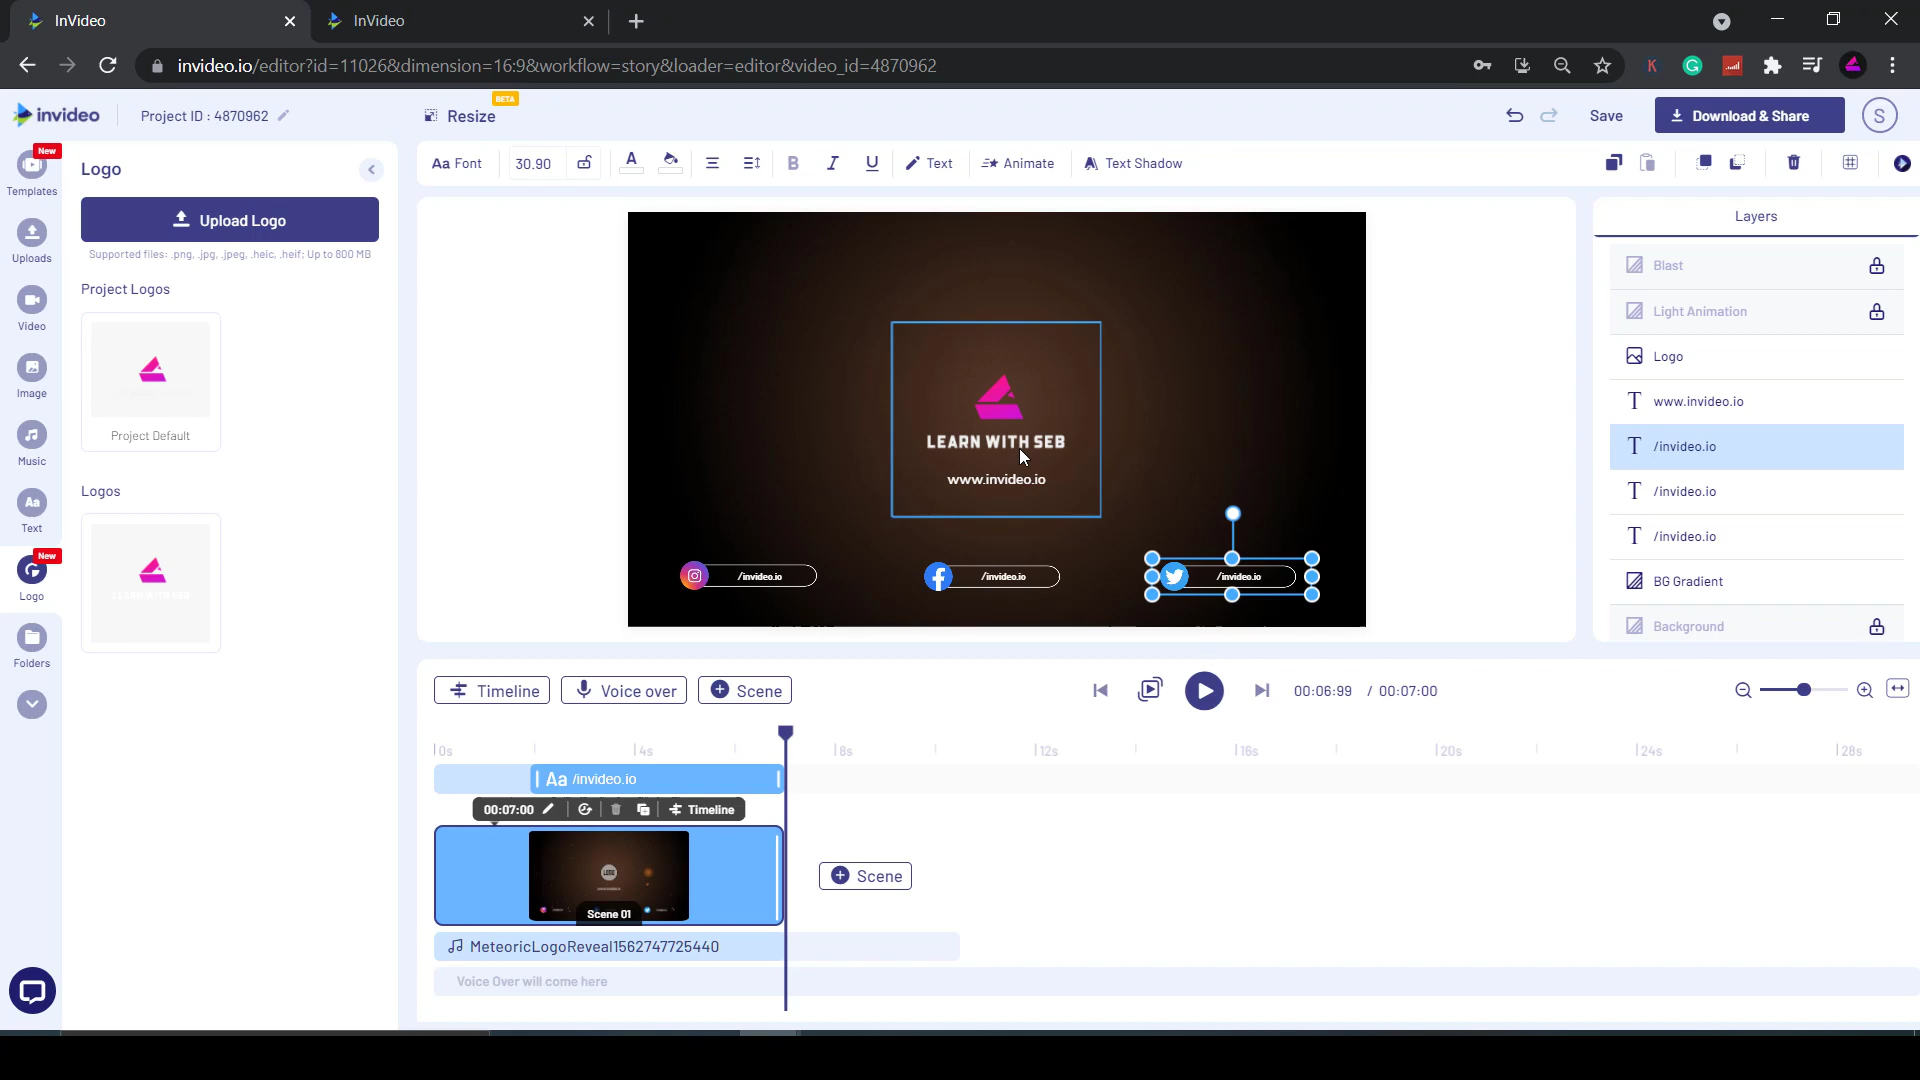 InVideo
InVideo
invideo.io/editor?id=11026&dimension=16:9&workflow=story&loader=editor&video_id=4870962
invideo
Project ID : 4870962
Resize
BETA
Save
Download & Share
S
New
Templates
Uploads
Video
Image
Music
Aa
Text
New
Logo
Folders
Logo
Upload Logo
Supported files: .png, .jpg, .jpeg, .heic, .heif; Up to 800 MB
Project Logos
Project Default
Logos
LEARN WITH SEB
Aa Font
30.90
A
B
I
U
Text
Animate
Text Shadow
LEARN WITH SEB
www.invideo.io
/invideo.io
/invideo.io
/invideo.io
Layers
Blast
Light Animation
Logo
T www.invideo.io
T /invideo.io
T /invideo.io
T /invideo.io
BG Gradient
Background
Timeline
Voice over
Scene
00:06:99 / 00:07:00
0s
4s
8s
12s
16s
20s
24s
28s
Aa /invideo.io
00:07:00
Timeline
LOGO
Scene 01
Scene
MeteoricLogoReveal1562747725440
Voice Over will come here